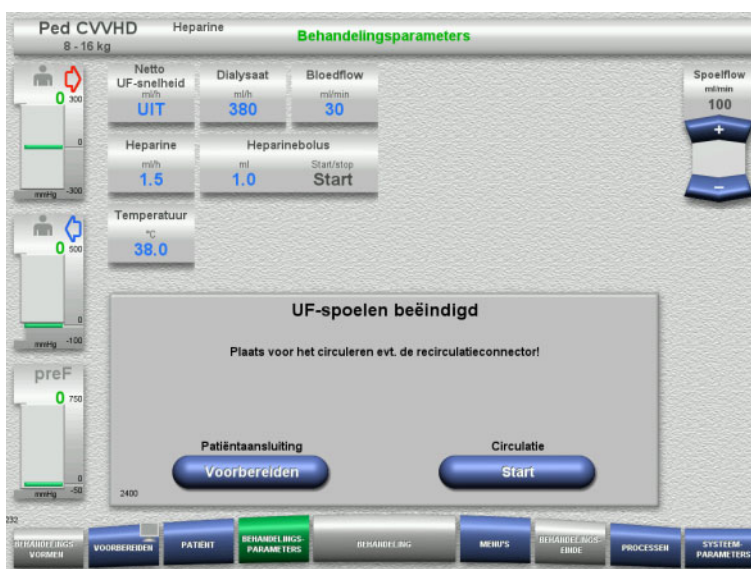 Ped CVVHD Heparine
8 - 16 kg
Behandelingsparameters
0 300
0
mmHg -300
Netto
UF-snelheid
ml/h
UIT
Dialysaat
ml/h
380
Bloedflow
ml/min
30
Spoelflow
ml/min
100
+
–
Heparine
ml/h
1.5
Heparinebolus
ml Start/stop
1.0 Start
Temperatuur
°C
38.0
0 500
0
mmHg -100
preF
0 750
0
mmHg -50
UF-spoelen beëindigd
Plaats voor het circuleren evt. de recirculatieconnector!
Patiëntaansluiting Circulatie
Voorbereiden Start
2400
232
BEHANDELINGS-
VORMEN
VOORBEREIDEN
PATIËNT
BEHANDELINGS-
PARAMETERS
BEHANDELING
MENU'S
BEHANDELINGS-
EINDE
PROCESSEN
SYSTEEM-
PARAMETERS